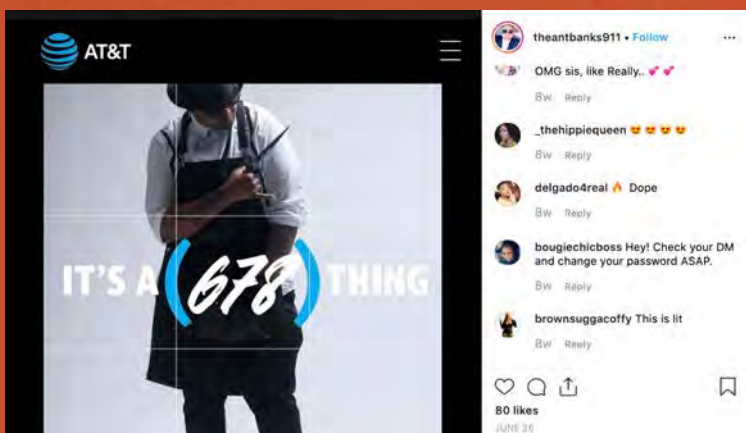 AT&T
IT'S A (678) THING
theantbanks911 • Follow
OMG sis, like Really..
8w Reply
_thehippiequeen
8w Reply
delgado4real Dope
8w Reply
bougiechicboss Hey! Check your DM
and change your password ASAP.
8w Reply
brownsuggacoffy This is lit
8w Reply
80 likes
JUNE 26